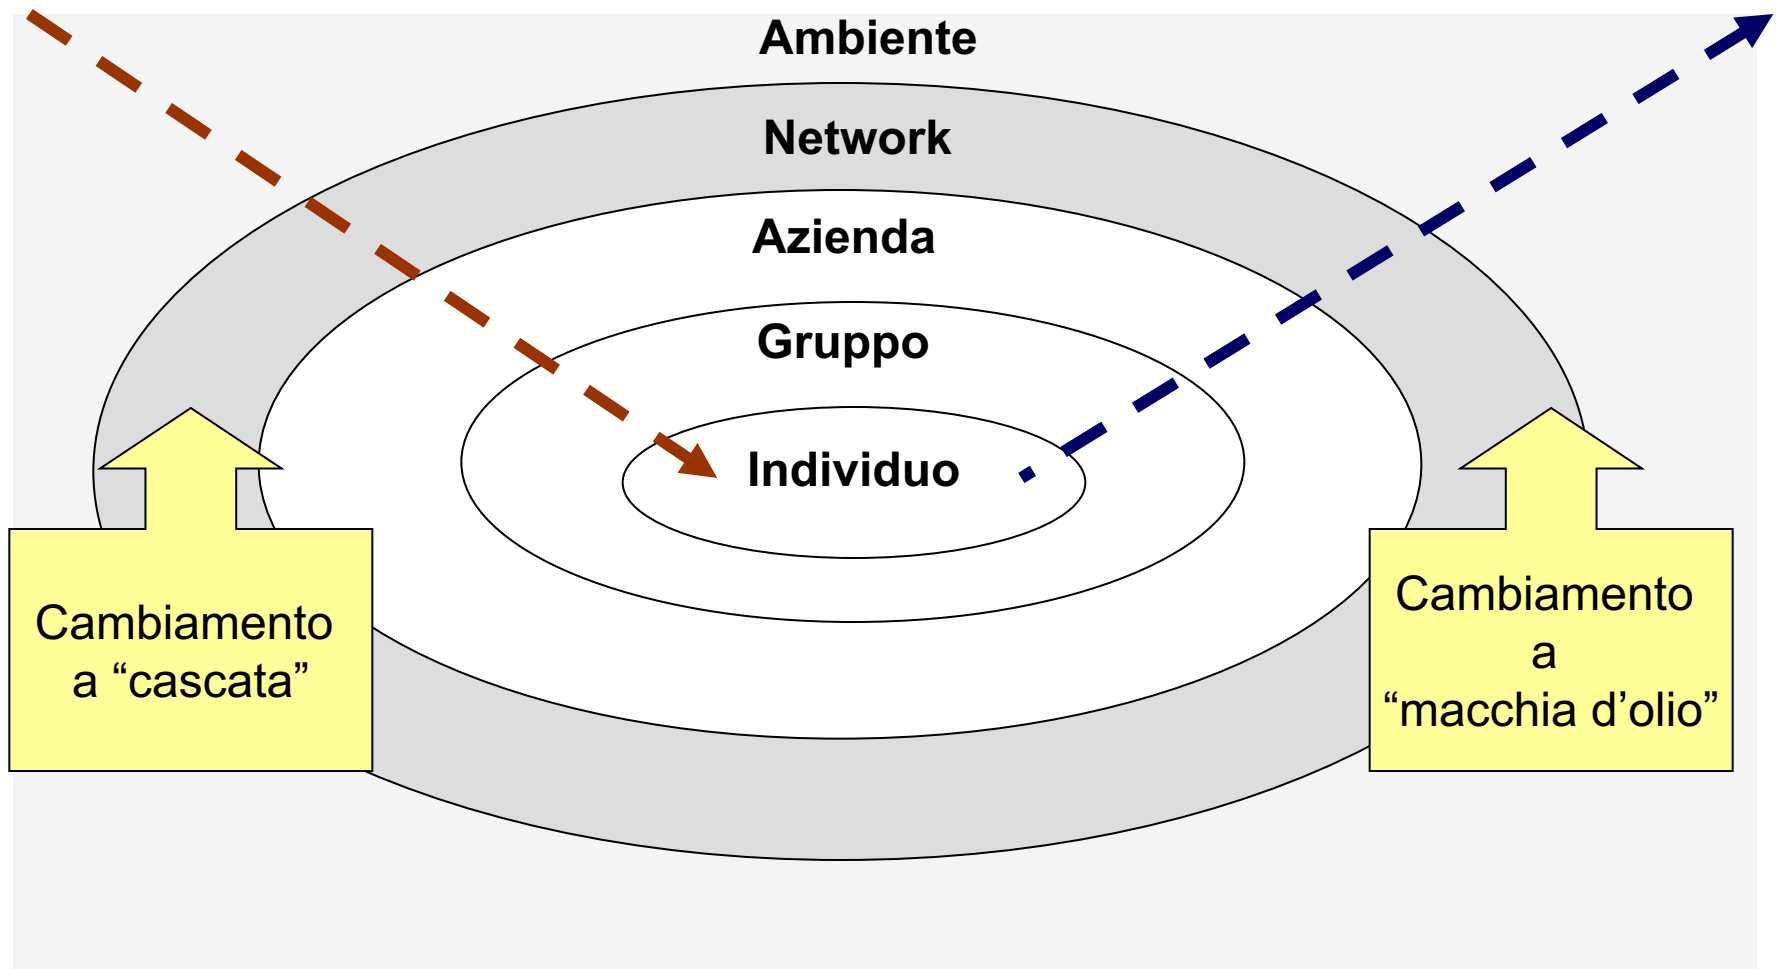 Ambiente
Network
Azienda
Gruppo
Individuo
Cambiamento
a “cascata”
Cambiamento
a
“macchia d’olio”